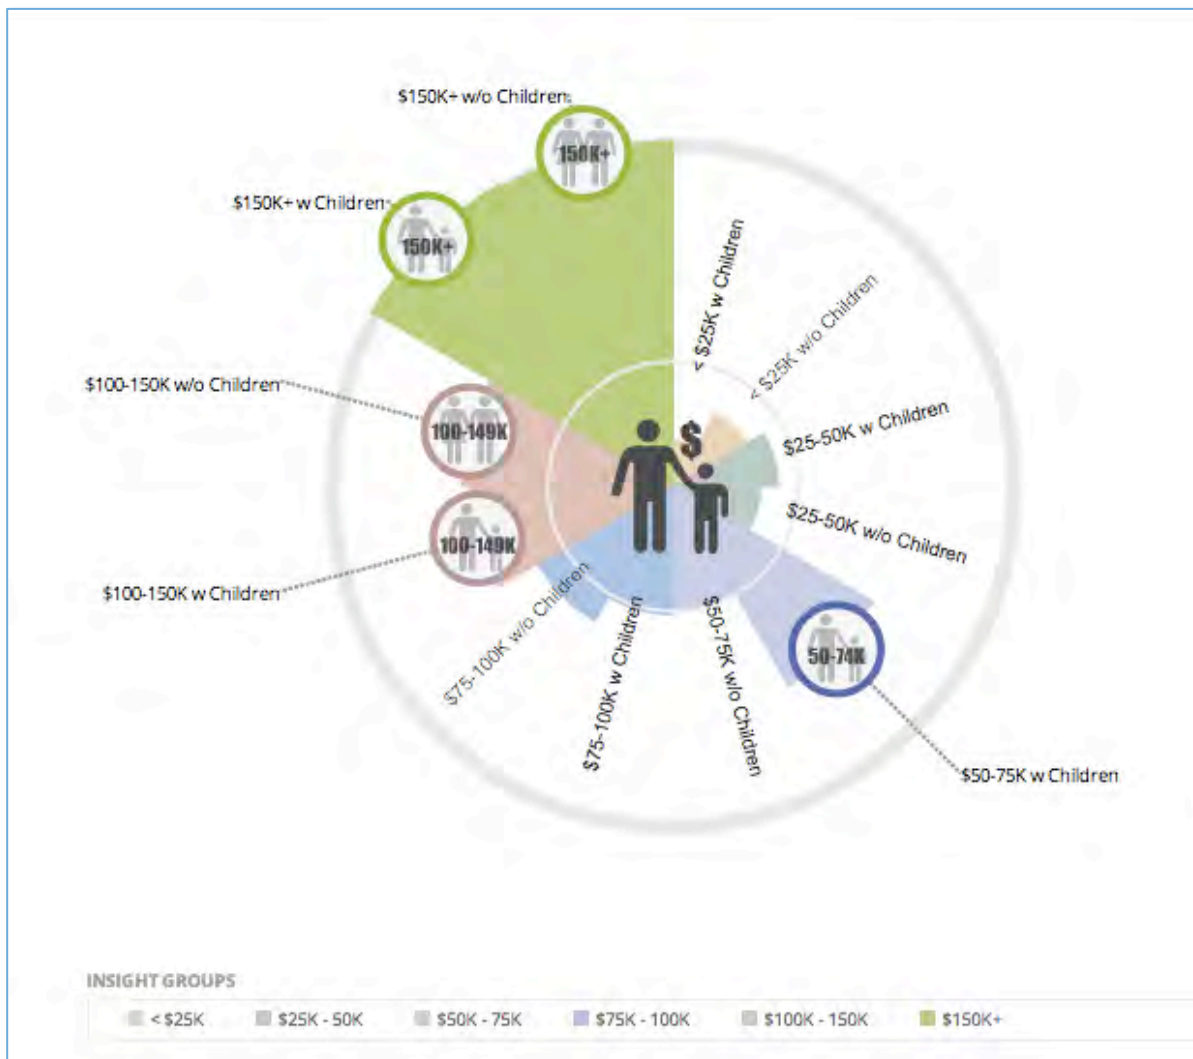 $150K+ w/o Children
150K+
$150K+ w Children
150K+
< $25K w Children
< $25K w/o Children
$100-150K w/o Children
100-149K
$
$25-50K w Children
$25-50K w/o Children
100-149K
$100-150K w Children
$75-100K w/o Children
$75-100K w Children
$50-75K w/o Children
50-74K
$50-75K w Children
INSIGHT GROUPS
< $25K
$25K - 50K
$50K - 75K
$75K - 100K
$100K - 150K
$150K+